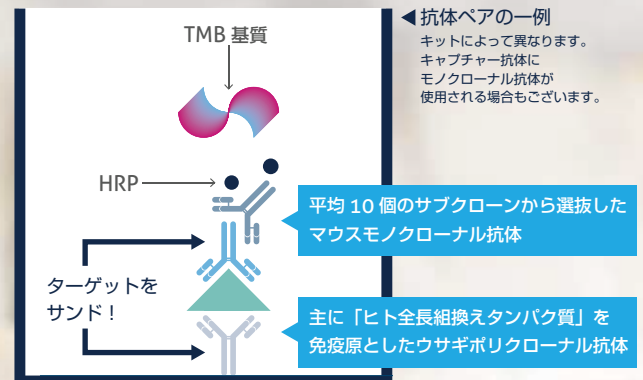 ◀抗体ペアの一例
キットによって異なります。
キャプチャー抗体に
モノクローナル抗体が
使用される場合もございます。
TMB 基質
HRP
平均 10 個のサブクローンから選抜した
マウスモノクローナル抗体
ターゲットを
サンド！
主に「ヒト全長組換えタンパク質」を
免疫原としたウサギポリクローナル抗体